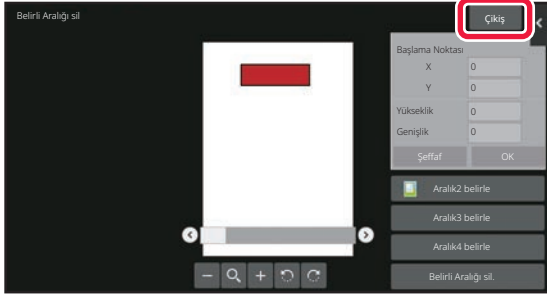 Belirli Aralığı sil
Çikiş
Başlama Noktası
X 0
Y 0
Yükseklik 0
Genişlik 0
Şeffaf OK
Aralık2 belirle
Aralık3 belirle
Aralık4 belirle
Belirli Aralığı sil.